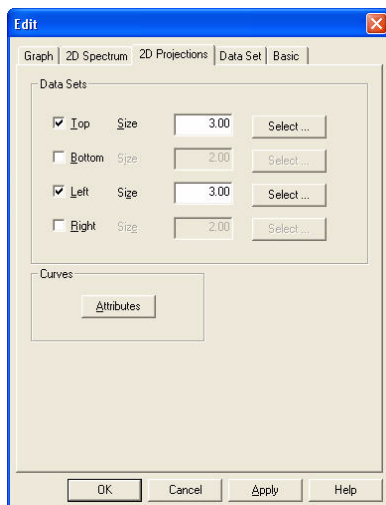 Edit
Graph 2D Spectrum 2D Projections Data Set Basic
Data Sets
Top Size 3.00 Select ...
Bottom Size 2.00 Select ...
Left Size 3.00 Select ...
Right Size 2.00 Select ...
Curves
Attributes
OK Cancel Apply Help